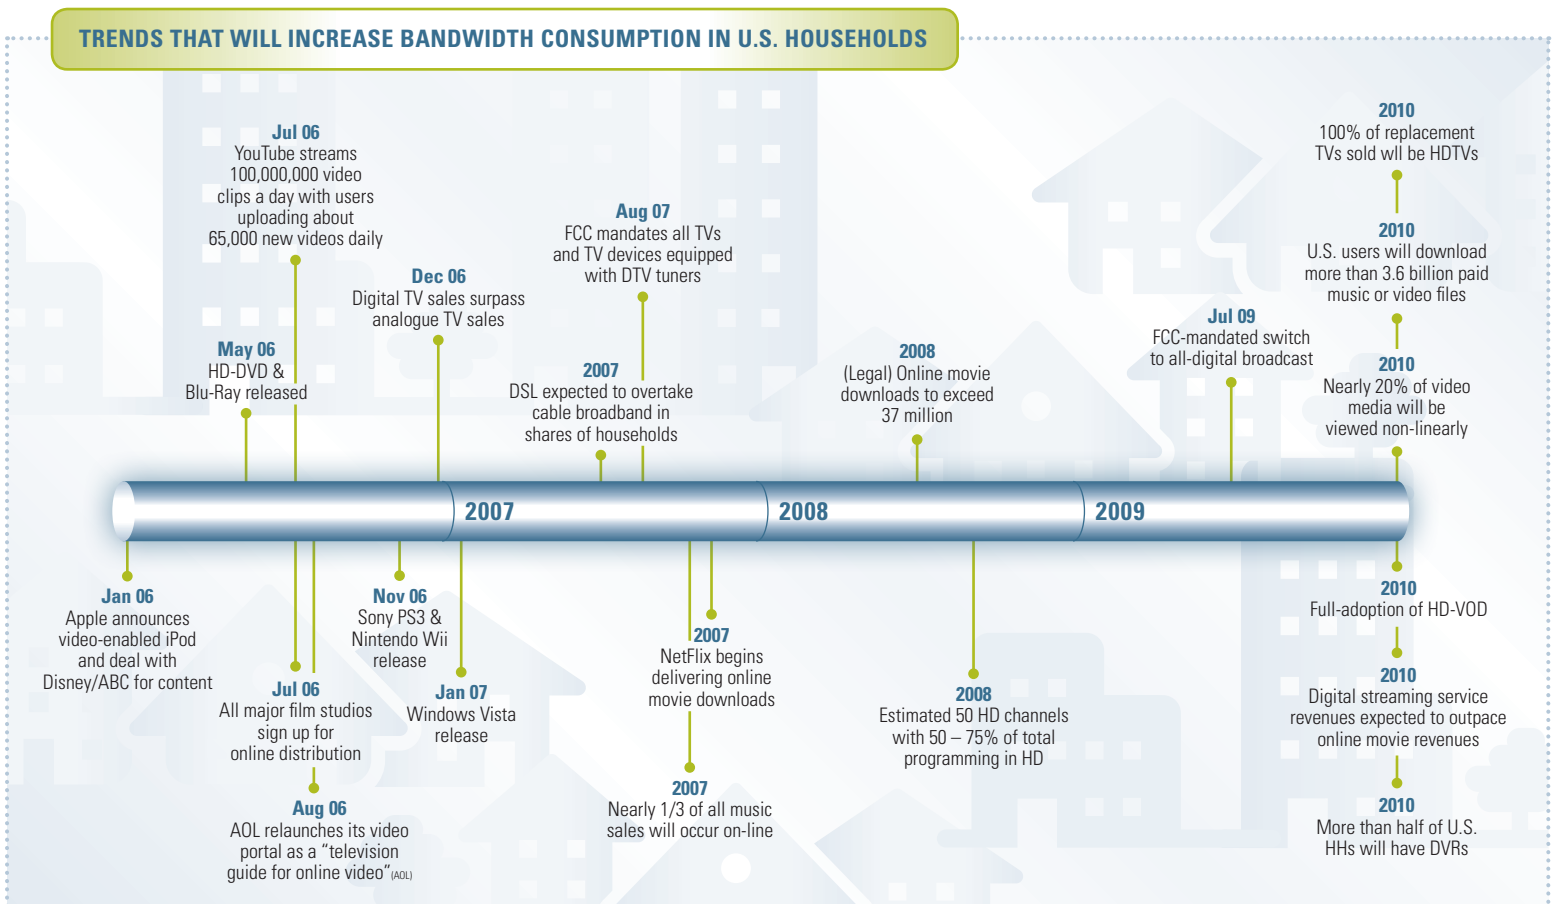 TRENDS THAT WILL INCREASE BANDWIDTH CONSUMPTION IN U.S. HOUSEHOLDS
Jul 06
YouTube streams
100,000,000 video
clips a day with users
uploading about
65,000 new videos daily
May 06
HD-DVD &
Blu-Ray released
Dec 06
Digital TV sales surpass
analogue TV sales
2007
DSL expected to overtake
cable broadband in
shares of households
Aug 07
FCC mandates all TVs
and TV devices equipped
with DTV tuners
2008
(Legal) Online movie
downloads to exceed
37 million
Jul 09
FCC-mandated switch
to all-digital broadcast
2010
100% of replacement
TVs sold wll be HDTVs
2010
U.S. users will download
more than 3.6 billion paid
music or video files
2010
Nearly 20% of video
media will be
viewed non-linearly
2007
2008
2009
Jan 06
Apple announces
video-enabled iPod
and deal with
Disney/ABC for content
Jul 06
All major film studios
sign up for
online distribution
Aug 06
AOL relaunches its video
portal as a “television
guide for online video”(AOL)
Nov 06
Sony PS3 &
Nintendo Wii
release
Jan 07
Windows Vista
release
2007
NetFlix begins
delivering online
movie downloads
2007
Nearly 1/3 of all music
sales will occur on-line
2008
Estimated 50 HD channels
with 50 – 75% of total
programming in HD
2010
Full-adoption of HD-VOD
2010
Digital streaming service
revenues expected to outpace
online movie revenues
2010
More than half of U.S.
HHs will have DVRs